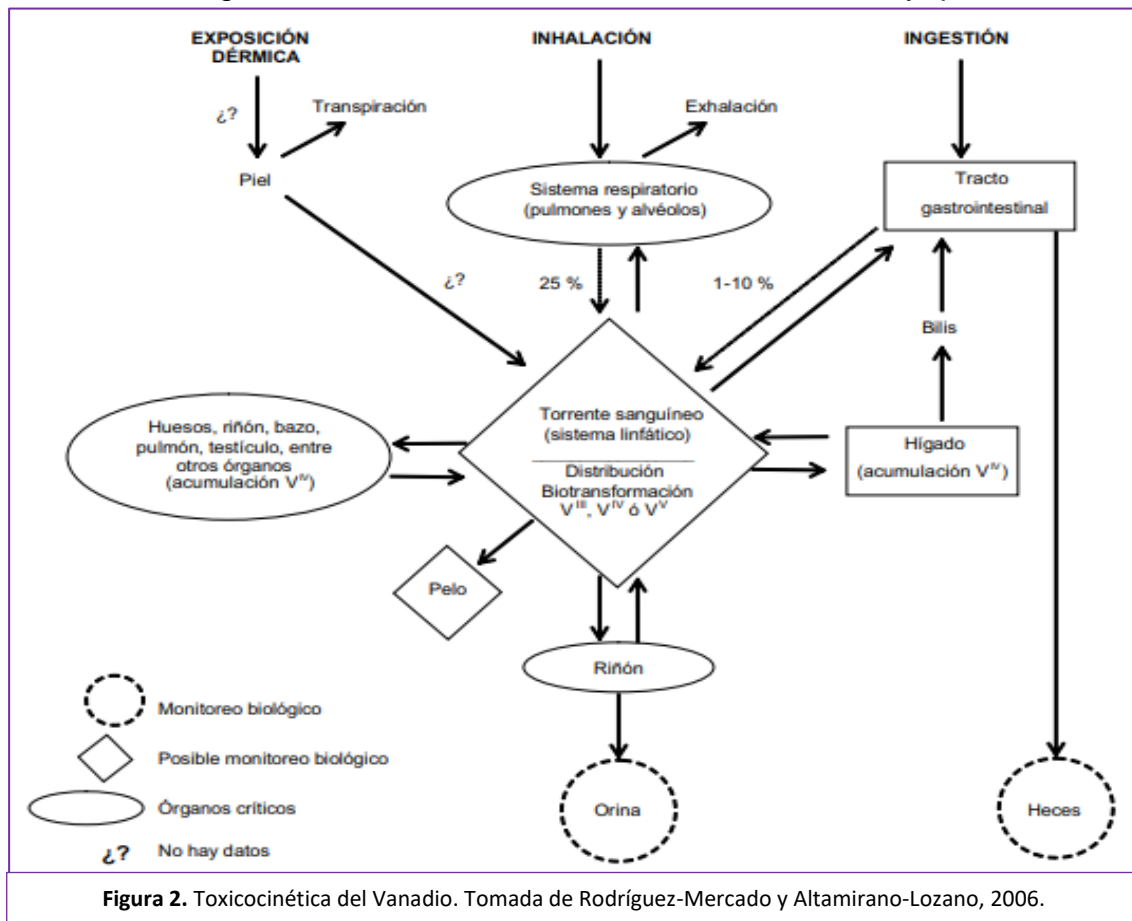 EXPOSICIÓN
DÉRMICA
INHALACIÓN
INGESTIÓN
¿?
Transpiración
Exhalación
Piel
Sistema respiratorio
(pulmones y alvéolos)
Tracto
gastrointestinal
¿?
25 %
1-10 %
Bilis
Huesos, riñón, bazo,
pulmón, testículo, entre
otros órganos
(acumulación V^IV)
Torrente sanguíneo
(sistema linfático)
Distribución
Biotransformación
V^III, V^IV ó V^V
Hígado
(acumulación V^IV)
Pelo
Riñón
Orina
Heces
Monitoreo biológico
Posible monitoreo biológico
Órganos críticos
¿? No hay datos
Figura 2. Toxicocinética del Vanadio. Tomada de Rodríguez-Mercado y Altamirano-Lozano, 2006.